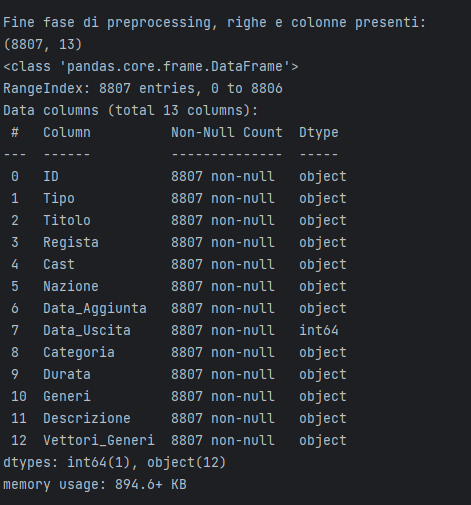 Fine fase di preprocessing, righe e colonne presenti:
(8807, 13)
<class 'pandas.core.frame.DataFrame'>
RangeIndex: 8807 entries, 0 to 8806
Data columns (total 13 columns):
 #   Column          Non-Null Count  Dtype
---  ------          --------------  -----
 0   ID              8807 non-null   object
 1   Tipo            8807 non-null   object
 2   Titolo          8807 non-null   object
 3   Regista         8807 non-null   object
 4   Cast            8807 non-null   object
 5   Nazione         8807 non-null   object
 6   Data_Aggiunta   8807 non-null   object
 7   Data_Uscita     8807 non-null   int64
 8   Categoria       8807 non-null   object
 9   Durata          8807 non-null   object
 10  Generi          8807 non-null   object
 11  Descrizione     8807 non-null   object
 12  Vettori_Generi  8807 non-null   object
dtypes: int64(1), object(12)
memory usage: 894.6+ KB